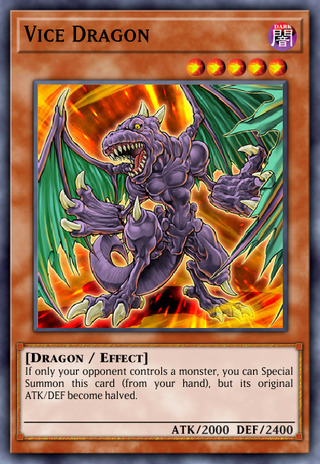 Vice Dragon
DARK
闇
[Dragon / Effect]
If only your opponent controls a monster, you can Special
Summon this card (from your hand), but its original
ATK/DEF become halved.
ATK/2000 DEF/2400